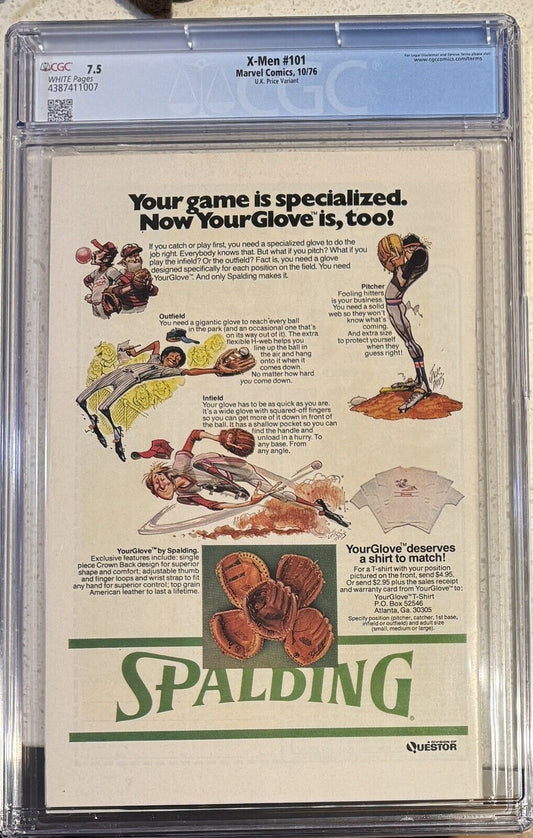 CGC 7.5
WHITE Pages
4387411007
X-Men #101
Marvel Comics, 10/76
U.K. Price Variant
For Legal Disclaimer and Service Terms please visit
www.cgccomics.com/terms
Your game is specialized.
Now YourGlove™ is, too!
If you catch or play first, you need a specialized glove to do the
job right. Everybody knows that. But what if you pitch? What if you
play the infield? Or the outfield? Fact is, you need a glove
designed specifically for each position on the field. You need
YourGlove™. And only Spalding makes it.
Pitcher
Fooling hitters
is your business.
You need a solid
web so they won't
know what's
coming.
And extra size
to protect yourself
when they
guess right!
Outfield
You need a gigantic glove to reach every ball
in the park (and an occasional one that's
on its way out of it). The extra
flexible H-web helps you
line up the ball in
the air and hang
onto it when it
comes down.
No matter how hard
you come down.
Infield
Your glove has to be as quick as you are.
It's a wide glove with squared-off fingers
so you can get more of it down in front of
the ball. It has a shallow pocket so you can
find the handle and
unload in a hurry. To
any base. From
any angle.
YourGlove™ by Spalding.
Exclusive features include: single
piece Crown Back design for superior
shape and comfort; adjustable thumb
and finger loops and wrist strap to fit
any hand for superior control; top grain
American leather to last a lifetime.
YourGlove™ deserves
a shirt to match!
For a T-shirt with your position
pictured on the front, send $4.95.
Or send $2.95 plus the sales receipt
and warranty card from YourGlove™ to:
YourGlove™ T-Shirt
P.O. Box 52546
Atlanta, Ga. 30305
Specify position (pitcher, catcher, 1st base,
infield or outfield) and adult size
(small, medium or large).
SPALDING®
A DIVISION OF
QUESTOR